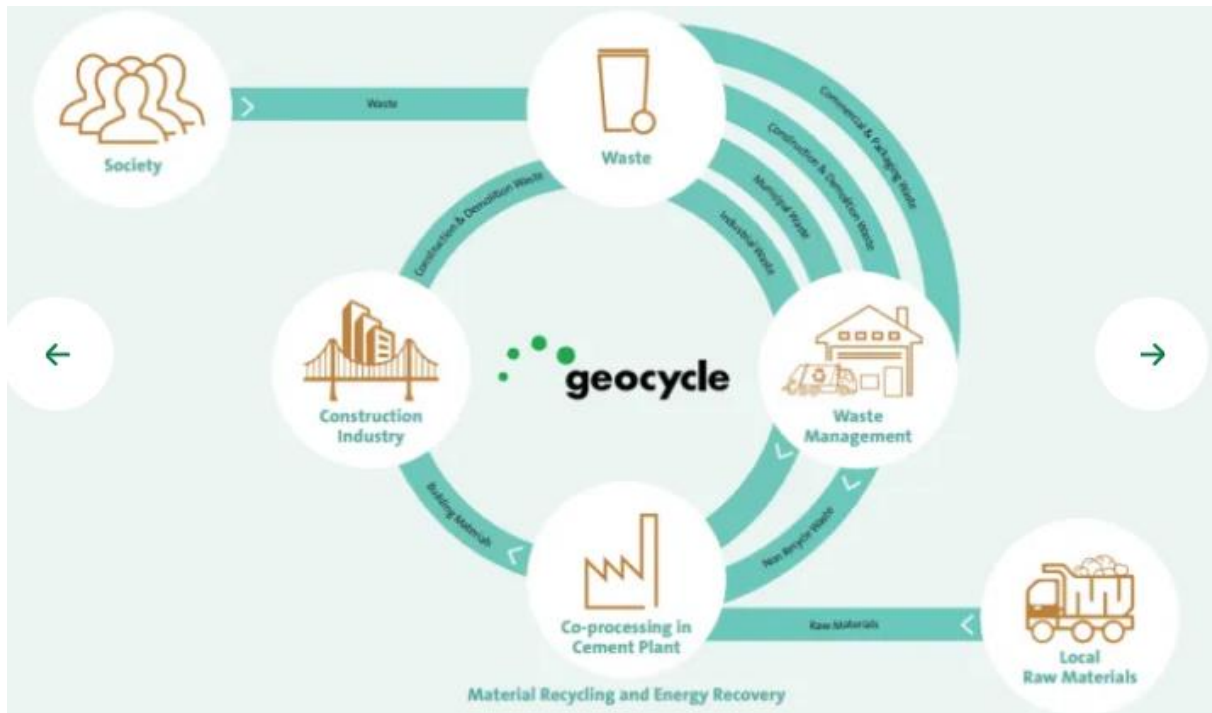 Society
Waste
Waste
Commercial & Packaging Waste
Construction & Demolition Waste
Municipal Waste
Industrial Waste
Construction & Demolition Waste
geocycle
Construction
Industry
Waste
Management
Building Materials
Non Recycle Waste
Co-processing in
Cement Plant
Raw Materials
Local
Raw Materials
Material Recycling and Energy Recovery